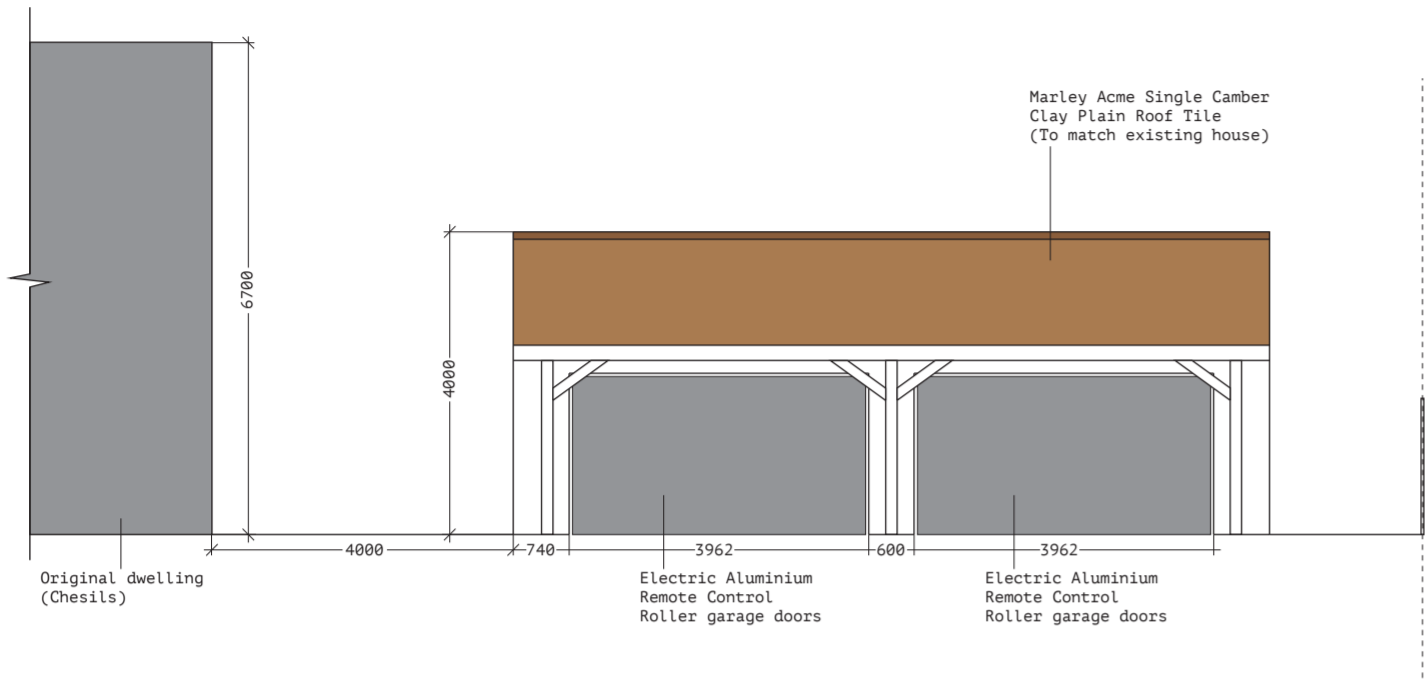 Marley Acme Single Camber
Clay Plain Roof Tile
(To match existing house)
6700
4000
4000
740
3962
600
3962
Original dwelling
(Chesils)
Electric Aluminium
Remote Control
Roller garage doors
Electric Aluminium
Remote Control
Roller garage doors